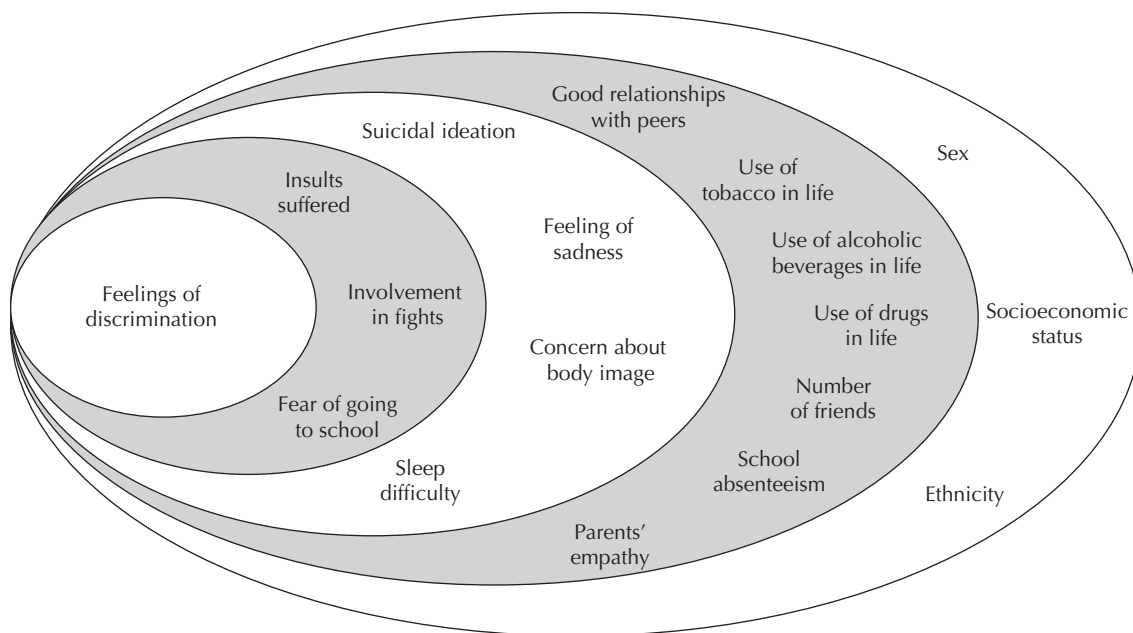 Good relationships
with peers
Suicidal ideation
Sex
Insults
suffered
Use of
tobacco in life
Feeling of
sadness
Use of alcoholic
beverages in life
Feelings of
discrimination
Involvement
in fights
Use of drugs
in life
Socioeconomic
status
Concern about
body image
Number
of friends
Fear of going
to school
Sleep
difficulty
School
absenteeism
Ethnicity
Parents'
empathy